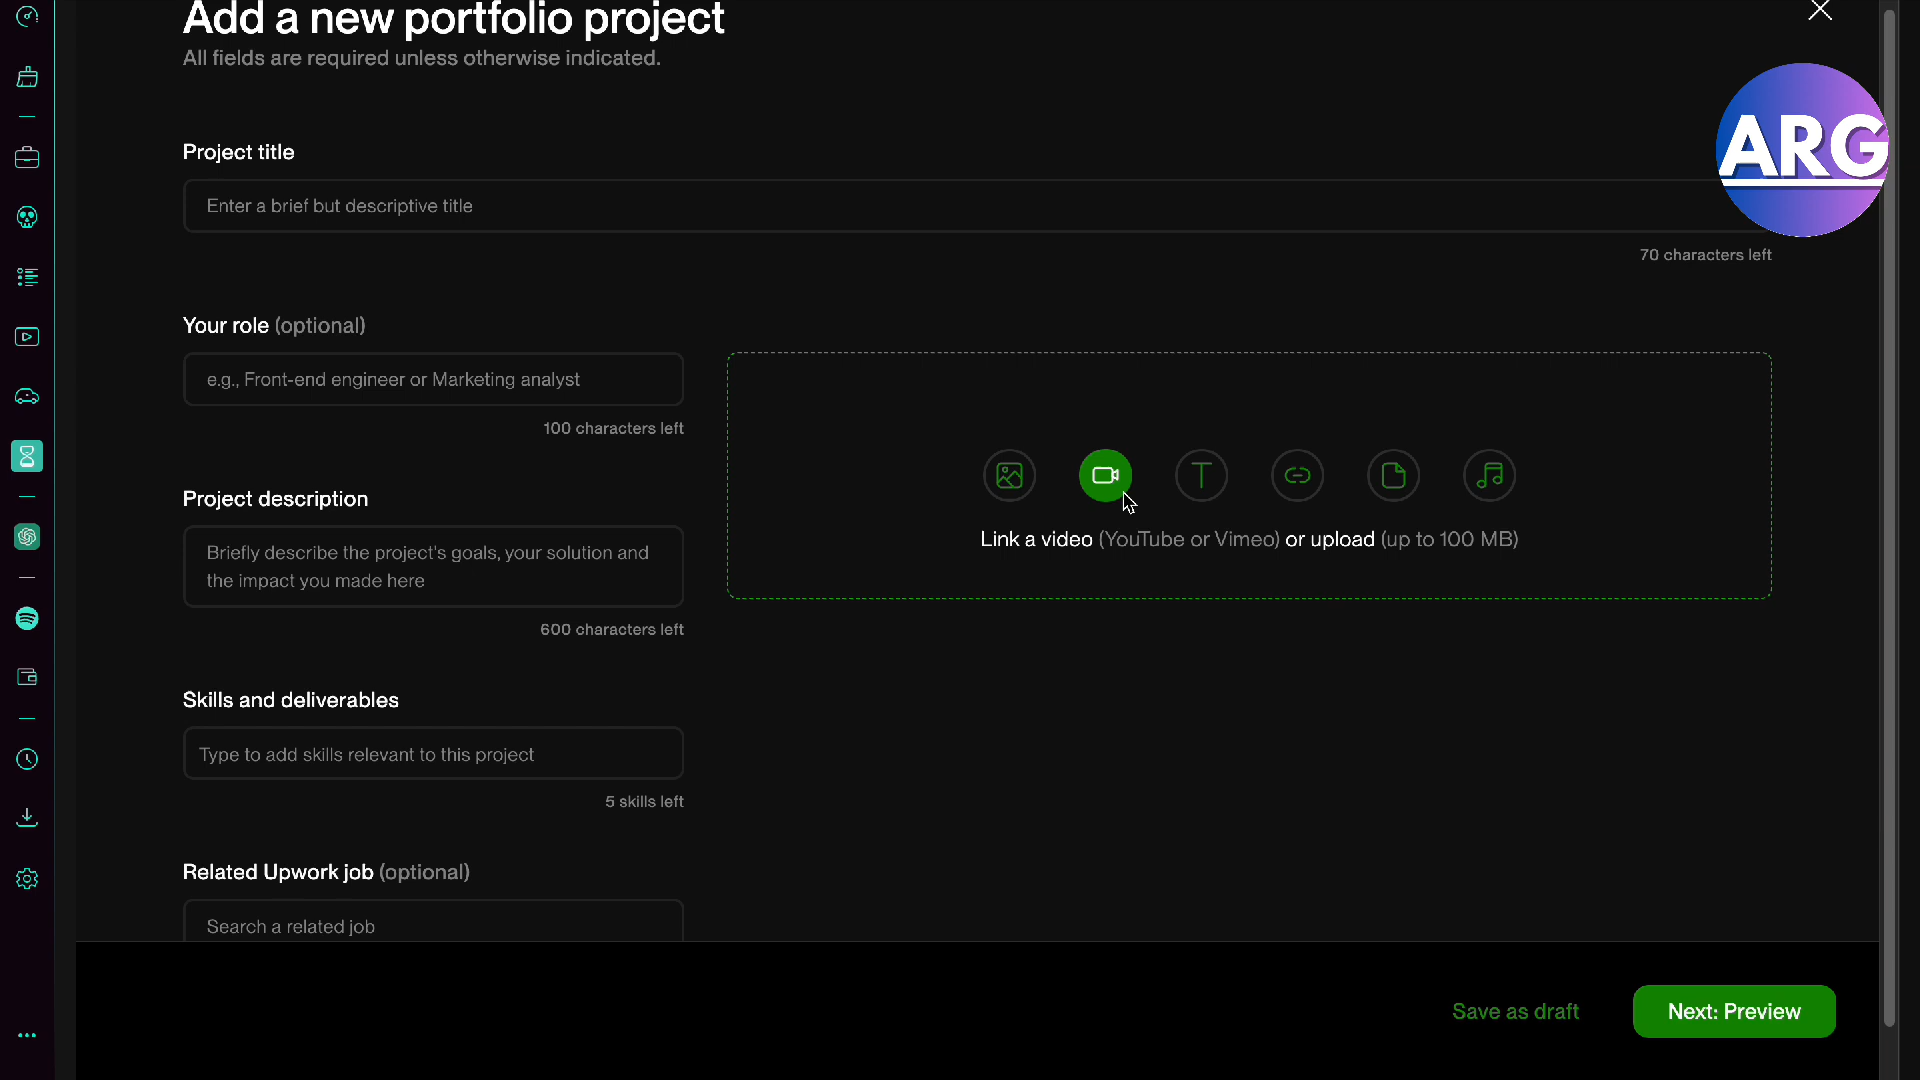 Add a new portfolio project
All fields are required unless otherwise indicated.
ARG
Project title
Enter a brief but descriptive title
70 characters left
Your role (optional)
e.g., Front-end engineer or Marketing analyst
100 characters left
Link a video (YouTube or Vimeo) or upload (up to 100 MB)
Project description
Briefly describe the project's goals, your solution and
the impact you made here
600 characters left
Skills and deliverables
Type to add skills relevant to this project
5 skills left
Related Upwork job (optional)
Search a related job
Save as draft
Next: Preview